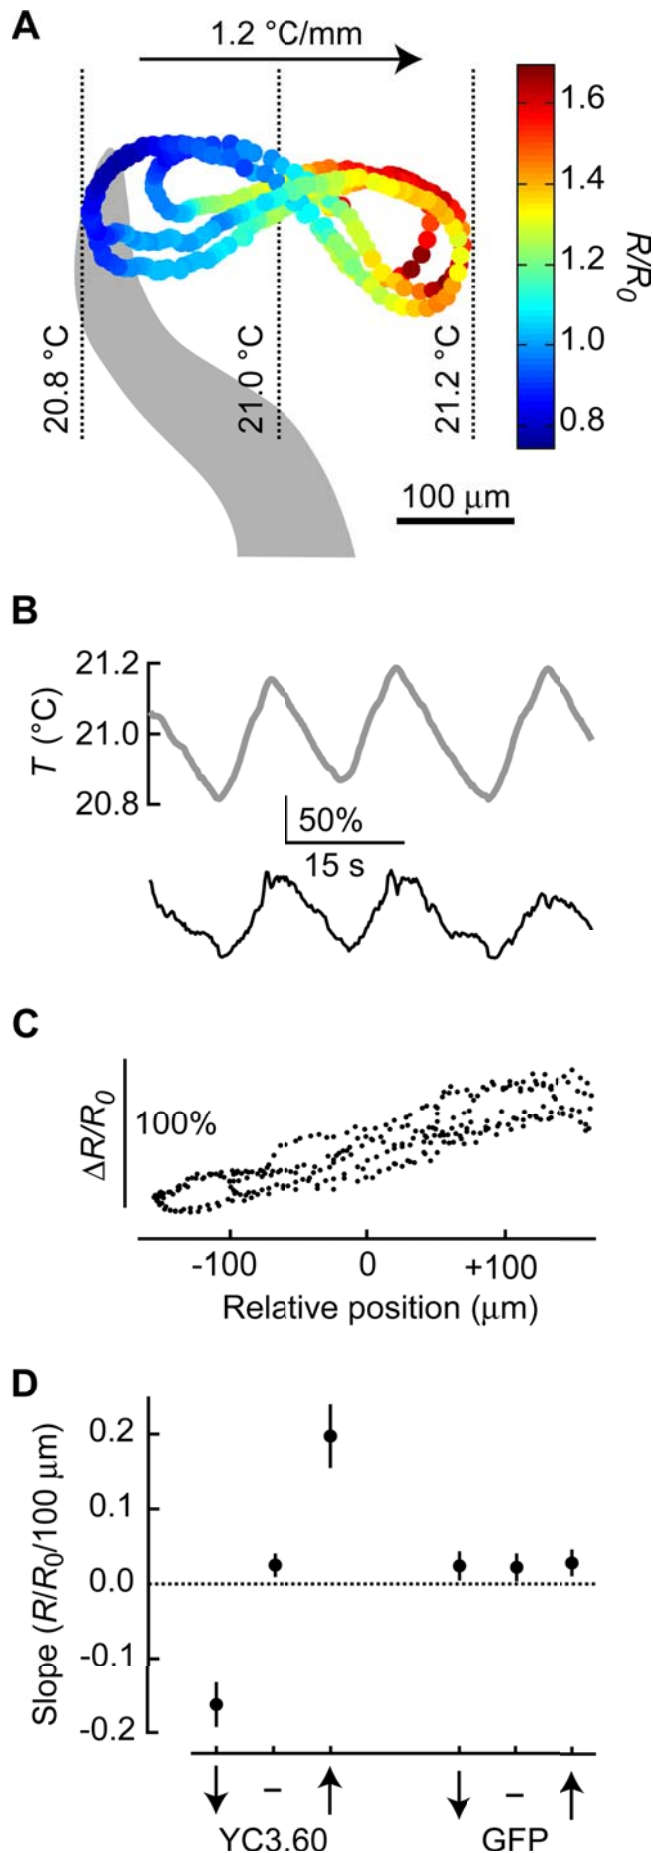 A
1.2 °C/mm
20.8 °C
21.0 °C
21.2 °C
1.6
1.4
1.2
1.0
0.8
R/R0
100 μm
B
T (°C)
21.2
21.0
20.8
50%
15 s
C
ΔR/R0
100%
-100
0
+100
Relative position (μm)
D
Slope (R/R0/100 μm)
0.2
0.1
0.0
-0.1
-0.2
↓ – ↑ ↓ – ↑
YC3.60 GFP